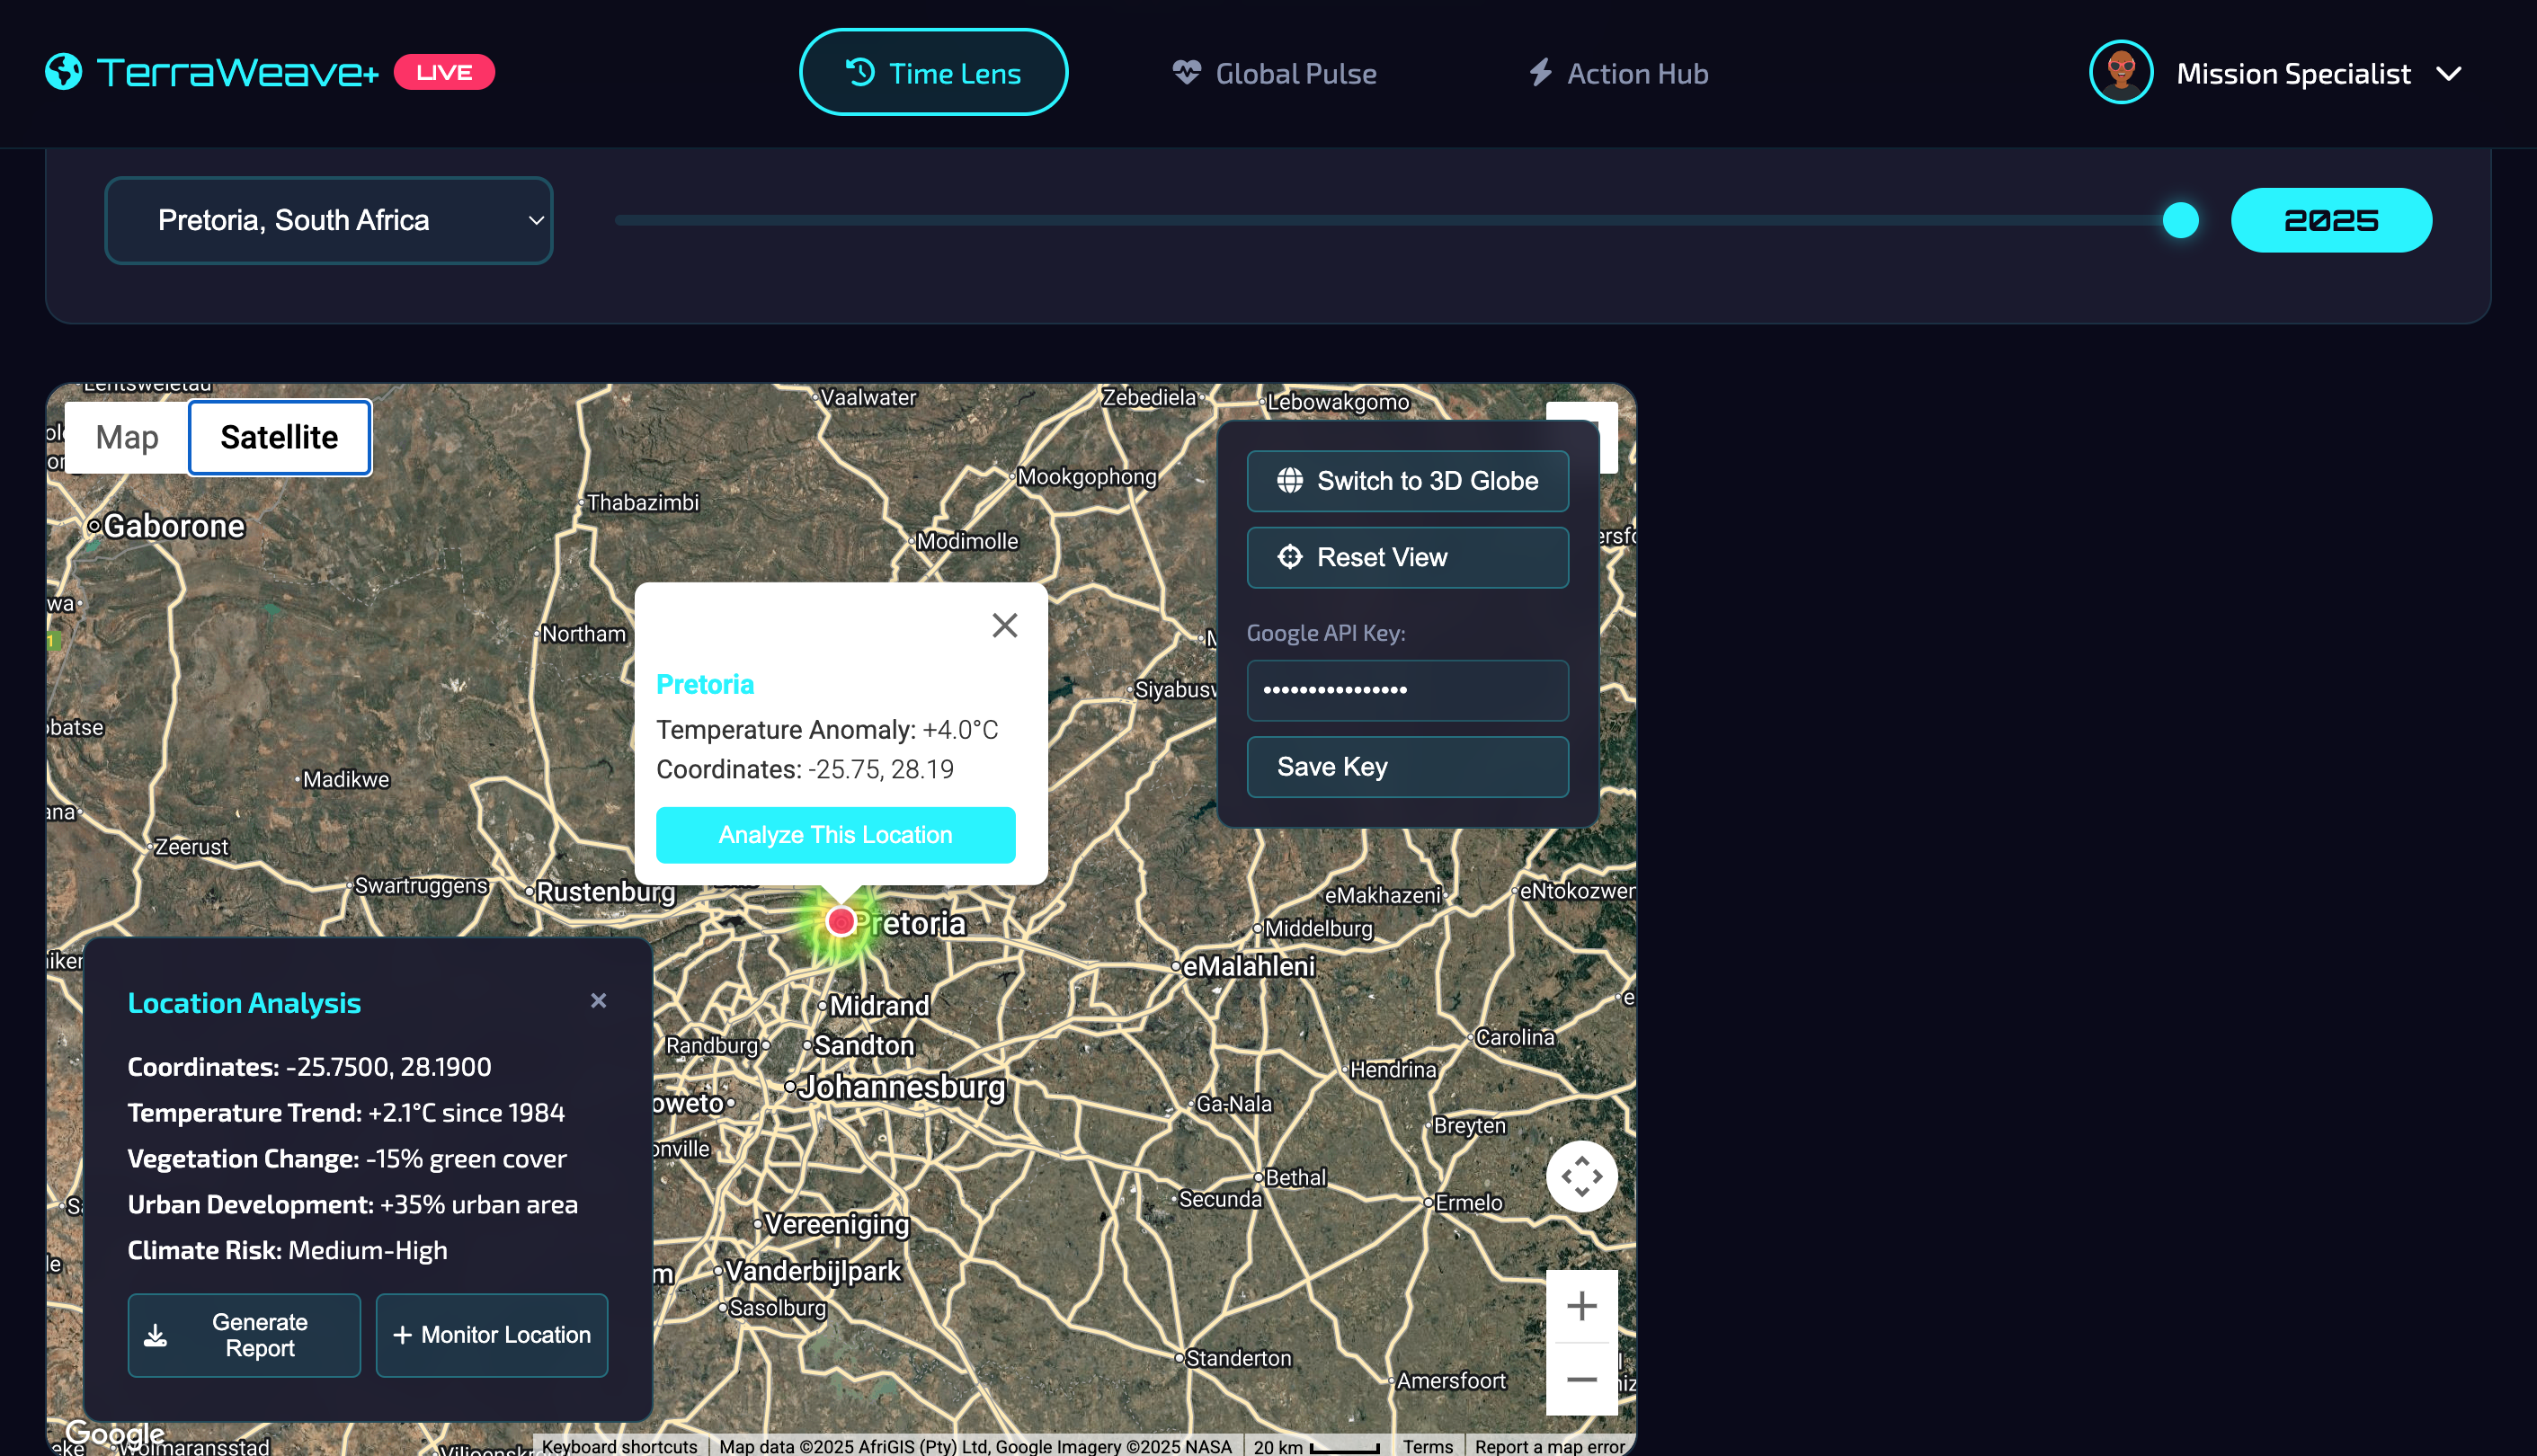 TerraWeave+ LIVE
Time Lens
Global Pulse
Action Hub
Mission Specialist
Pretoria, South Africa
2025
Map
Satellite
Vaalwater
Zebediela
Lebowakgomo
Mookgophong
Thabazimbi
Gaborone
Modimolle
Northam
Madikwe
Zeerust
Swartruggens
Rustenburg
Switch to 3D Globe
Reset View
Google API Key:
••••••••••••••••
Save Key
Pretoria
Temperature Anomaly: +4.0°C
Coordinates: -25.75, 28.19
Analyze This Location
Pretoria
eMakhazeni
Middelburg
eMalahleni
Midrand
Randburg
Sandton
Johannesburg
Carolina
Hendrina
Ga-Nala
Breyten
Bethal
Secunda
Ermelo
Vereeniging
Vanderbijlpark
Sasolburg
Standerton
Amersfoort
Location Analysis
Coordinates: -25.7500, 28.1900
Temperature Trend: +2.1°C since 1984
Vegetation Change: -15% green cover
Urban Development: +35% urban area
Climate Risk: Medium-High
Generate
Report
+ Monitor Location
Google
Wolmaransstad
Keyboard shortcuts
Map data ©2025 AfriGIS (Pty) Ltd, Google Imagery ©2025 NASA
20 km
Terms
Report a map error